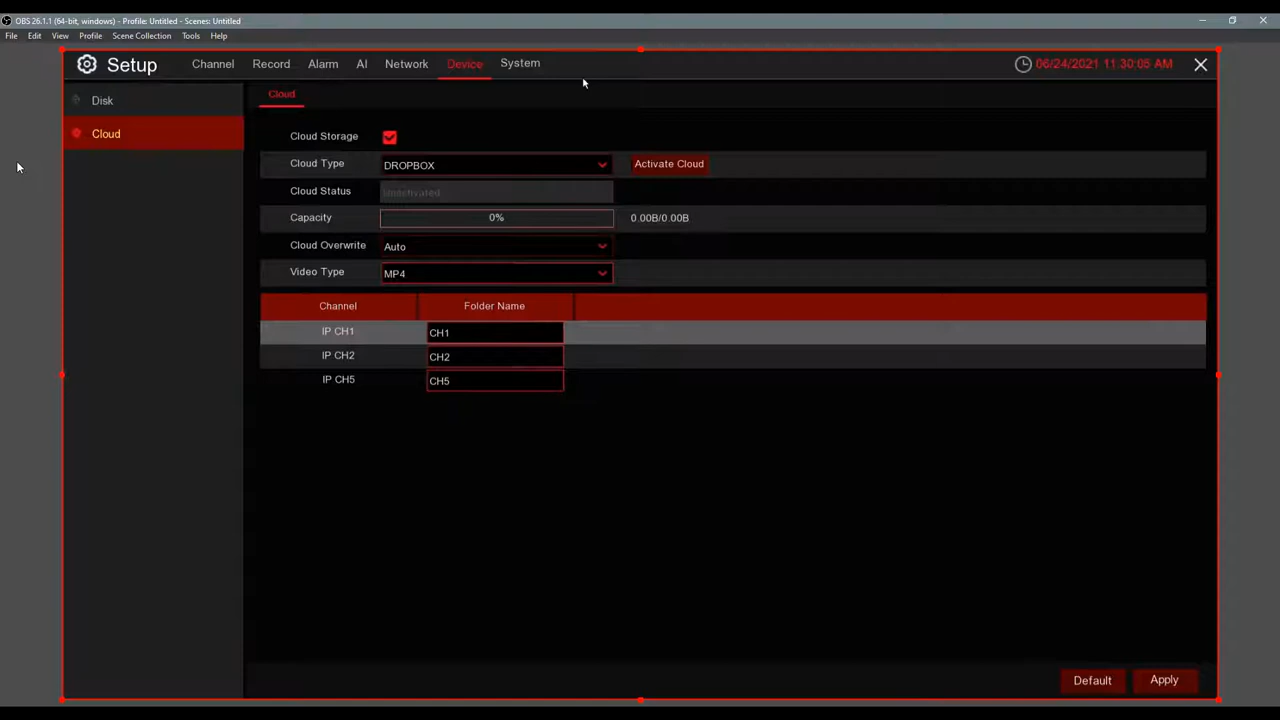 OBS 26.1.1 (64-bit, windows) - Profile: Untitled - Scenes: Untitled
File Edit View Profile Scene Collection Tools Help
Setup Channel Record Alarm AI Network Device System 06/24/2021 11:30:05 AM
Disk
Cloud
Cloud
Cloud Storage
Cloud Type DROPBOX Activate Cloud
Cloud Status Unactivated
Capacity 0% 0.00B/0.00B
Cloud Overwrite Auto
Video Type MP4
Channel Folder Name
IP CH1 CH1
IP CH2 CH2
IP CH5 CH5
Default Apply